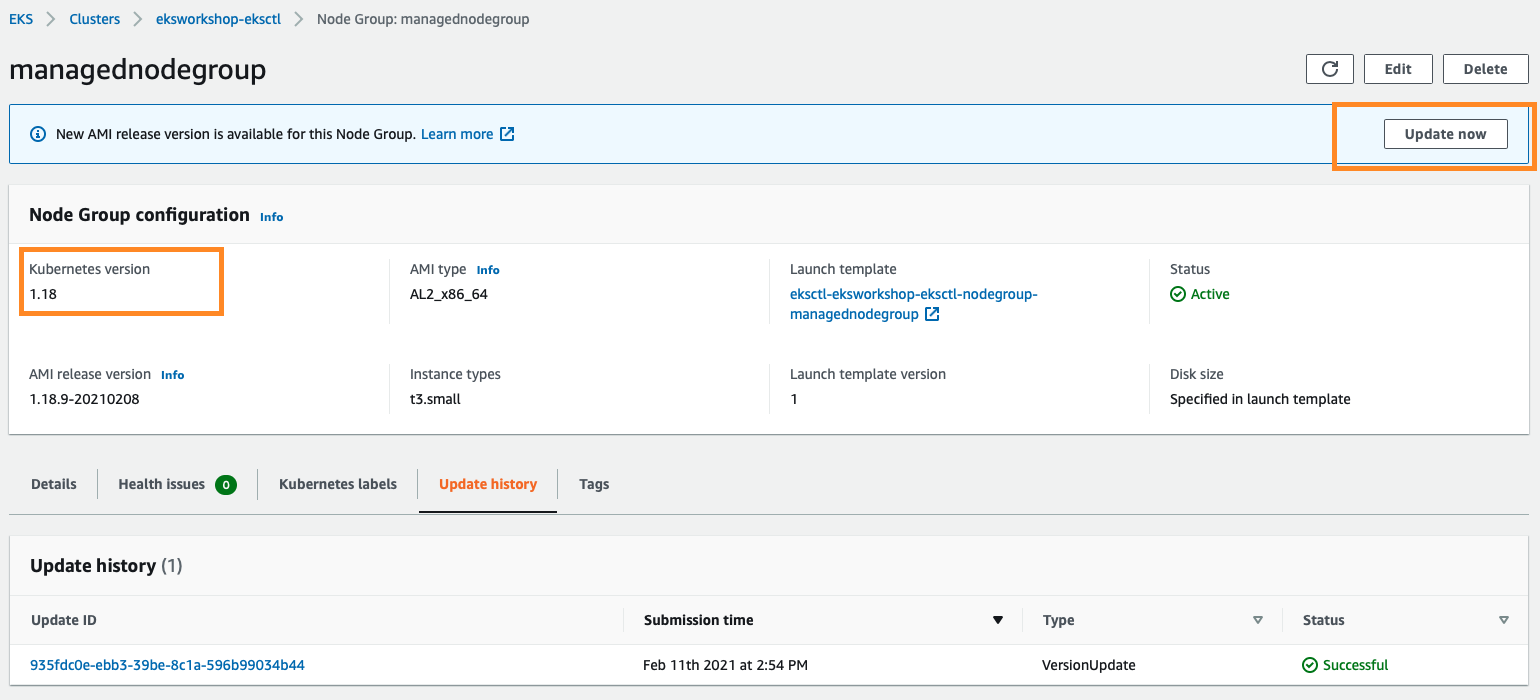 EKS > Clusters > eksworkshop-eksctl > Node Group: managednodegroup
managednodegroup
Edit
Delete
New AMI release version is available for this Node Group. Learn more
Update now
Node Group configuration Info
Kubernetes version
1.18
AMI type Info
AL2_x86_64
Launch template
eksctl-eksworkshop-eksctl-nodegroup-
managednodegroup
Status
Active
AMI release version Info
1.18.9-20210208
Instance types
t3.small
Launch template version
1
Disk size
Specified in launch template
Details
Health issues 0
Kubernetes labels
Update history
Tags
Update history (1)
Update ID
Submission time
Type
Status
935fdc0e-ebb3-39be-8c1a-596b99034b44
Feb 11th 2021 at 2:54 PM
VersionUpdate
Successful